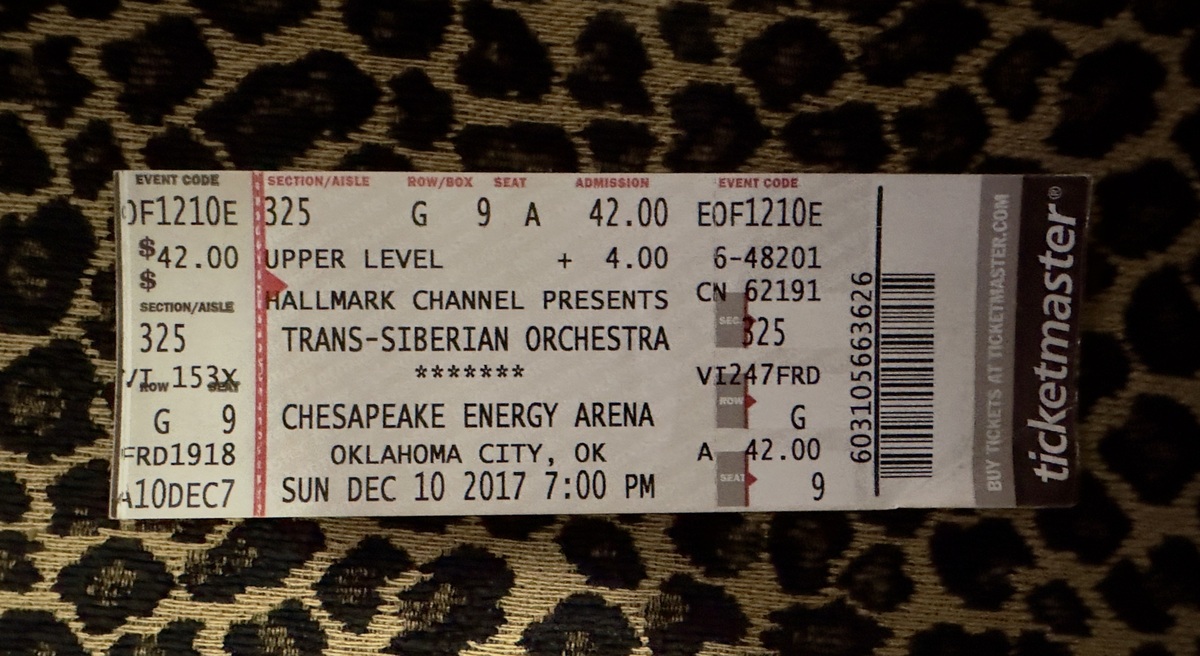 EVENT CODE
OF1210E
$42.00
$
SECTION/AISLE
325
VI ROW 153X SEAT
G 9
FRD1918
A10DEC7
SECTION/AISLE ROW/BOX SEAT ADMISSION
325 G 9 A 42.00
UPPER LEVEL + 4.00
HALLMARK CHANNEL PRESENTS
TRANS-SIBERIAN ORCHESTRA
*******
CHESAPEAKE ENERGY ARENA
OKLAHOMA CITY, OK
SUN DEC 10 2017 7:00 PM
EVENT CODE
EOF1210E
6-48201
CN 62191
SEC. 325
VI247FRD
ROW G
A 42.00
SEAT 9
603105663626
BUY TICKETS AT TICKETMASTER.COM
ticketmaster®